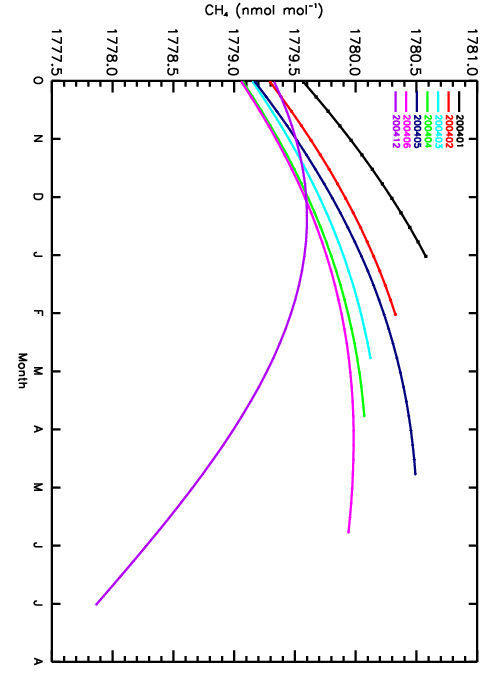 CH₄ (nmol mol⁻¹)
1777.5
1778.0
1778.5
1779.0
1779.5
1780.0
1780.5
1781.0
O
N
D
J
F
M
A
M
J
J
A
Month
200401
200402
200403
200404
200405
200406
200412